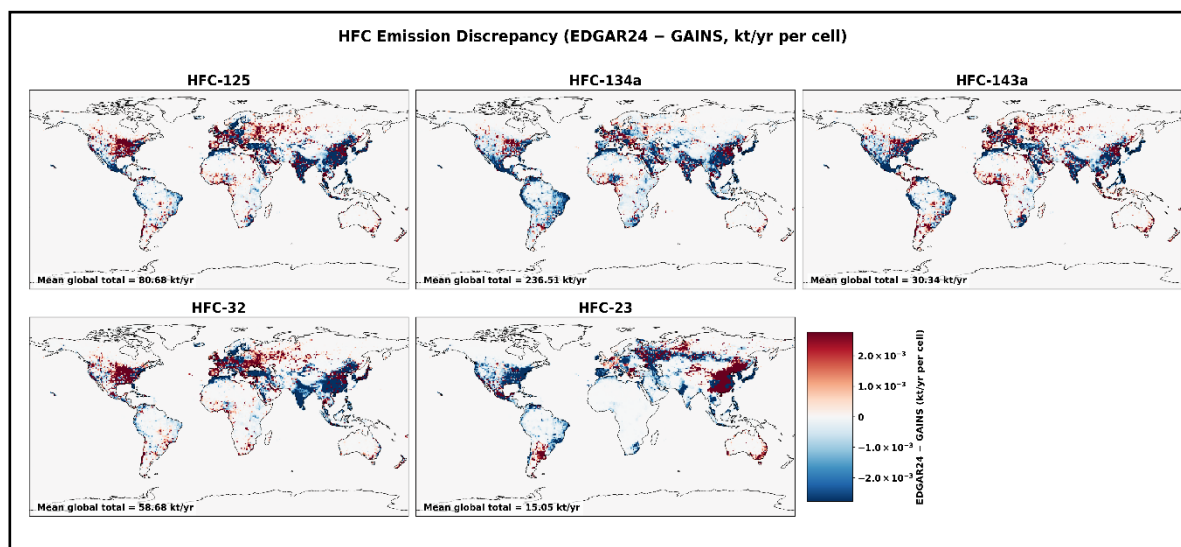 HFC Emission Discrepancy (EDGAR24 − GAINS, kt/yr per cell)
HFC-125
HFC-134a
HFC-143a
Mean global total = 80.68 kt/yr
Mean global total = 236.51 kt/yr
Mean global total = 30.34 kt/yr
HFC-32
HFC-23
Mean global total = 58.68 kt/yr
Mean global total = 15.05 kt/yr
2.0 × 10⁻³
1.0 × 10⁻³
0
−1.0 × 10⁻³
−2.0 × 10⁻³
EDGAR24 − GAINS (kt/yr per cell)